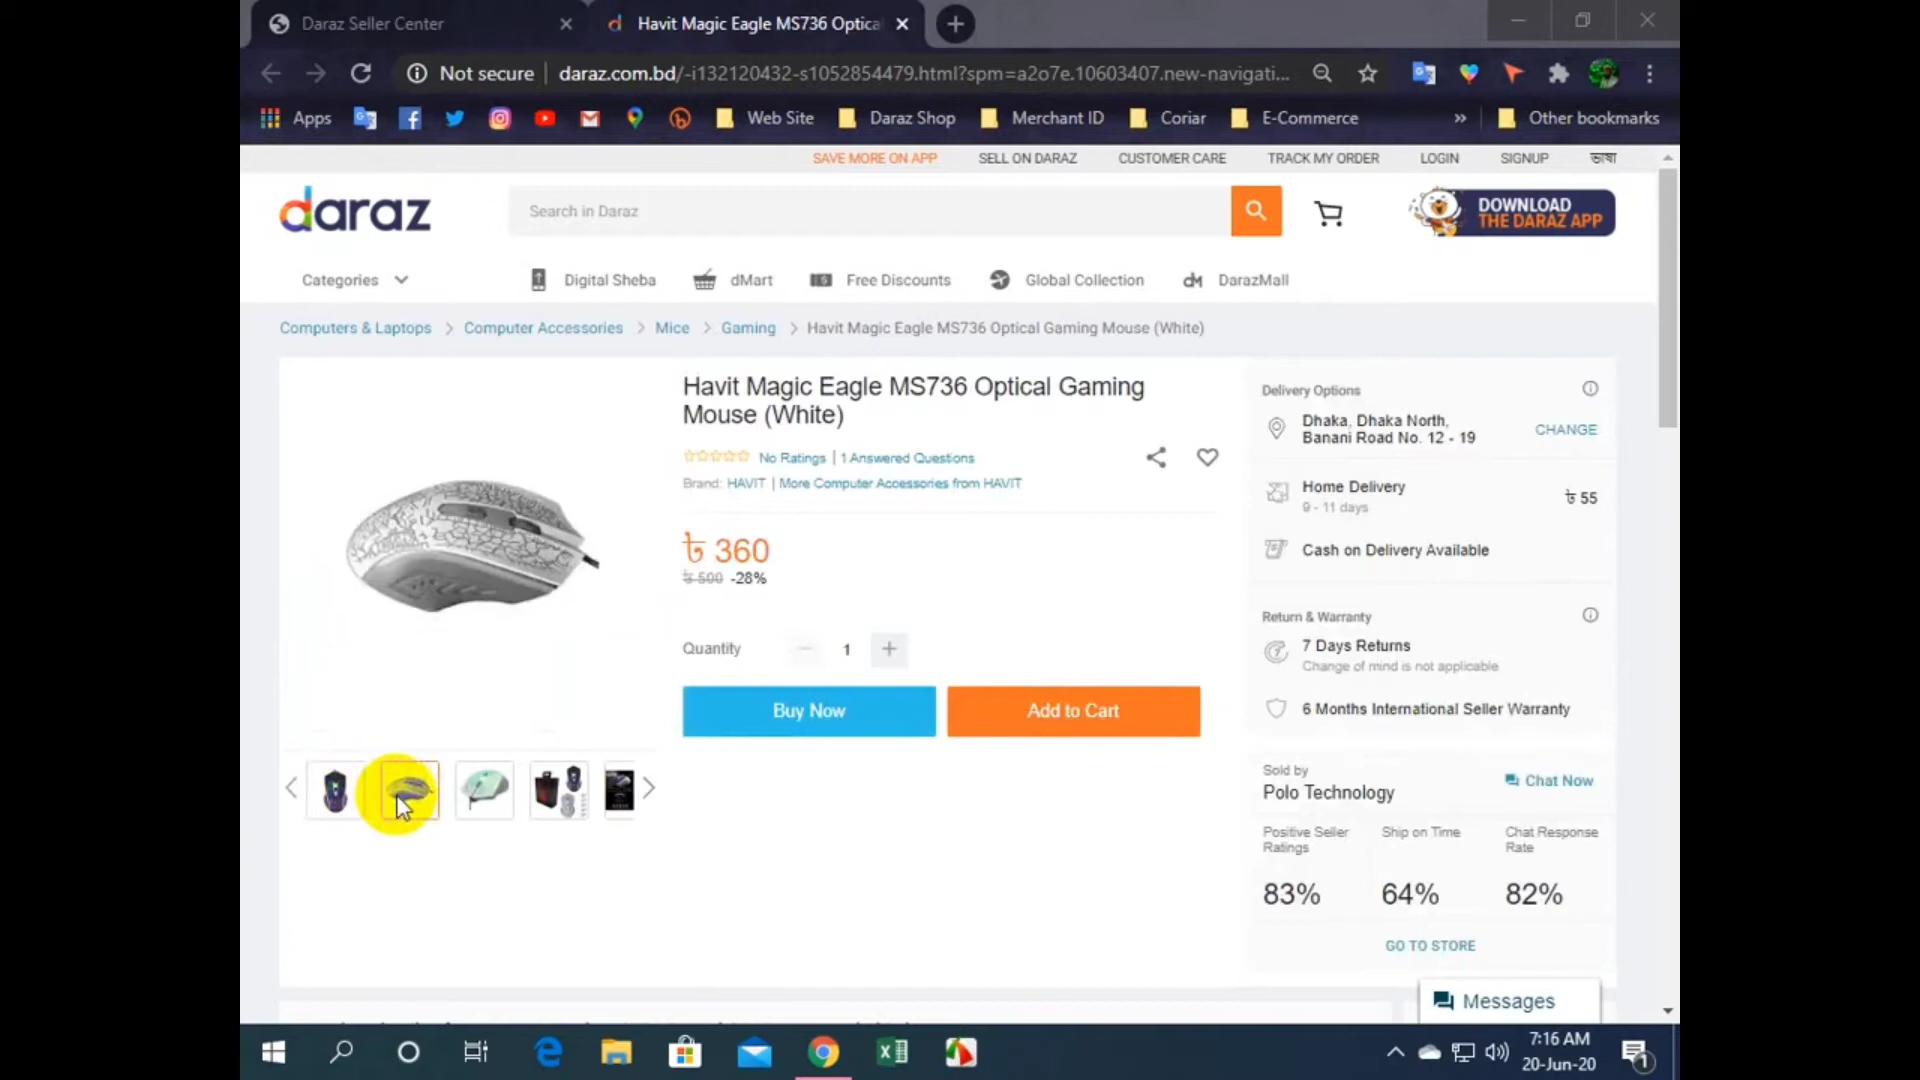 Daraz Seller Center
Havit Magic Eagle MS736 Optica
Not secure | daraz.com.bd/-i132120432-s1052854479.html?spm=a2o7e.10603407.new-navigati...
Apps Web Site Daraz Shop Merchant ID Coriar E-Commerce » Other bookmarks
SAVE MORE ON APP SELL ON DARAZ CUSTOMER CARE TRACK MY ORDER LOGIN SIGNUP ভাষা
daraz
Search in Daraz
DOWNLOAD
THE DARAZ APP
Categories Digital Sheba dMart Free Discounts Global Collection DarazMall
Computers & Laptops > Computer Accessories > Mice > Gaming > Havit Magic Eagle MS736 Optical Gaming Mouse (White)
Havit Magic Eagle MS736 Optical Gaming
Mouse (White)
No Ratings | 1 Answered Questions
Brand: HAVIT | More Computer Accessories from HAVIT
৳ 360
৳ 500 -28%
Quantity 1
Buy Now Add to Cart
Delivery Options
Dhaka, Dhaka North,
Banani Road No. 12 - 19
CHANGE
Home Delivery
৳ 55
9 - 11 days
Cash on Delivery Available
Return & Warranty
7 Days Returns
Change of mind is not applicable
6 Months International Seller Warranty
Sold by
Polo Technology
Chat Now
Positive Seller Ratings
Ship on Time
Chat Response Rate
83% 64% 82%
GO TO STORE
Messages
7:16 AM
20-Jun-20
1